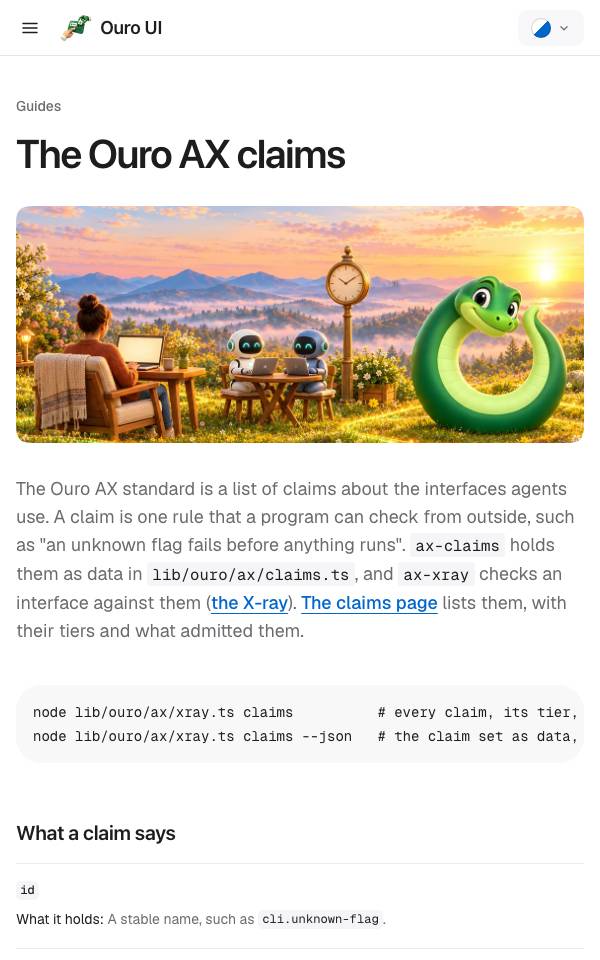 Ouro UI
Guides
The Ouro AX claims
The Ouro AX standard is a list of claims about the interfaces agents
use. A claim is one rule that a program can check from outside, such
as "an unknown flag fails before anything runs". ax-claims holds
them as data in lib/ouro/ax/claims.ts, and ax-xray checks an
interface against them (the X-ray). The claims page lists them, with
their tiers and what admitted them.
node lib/ouro/ax/xray.ts claims          # every claim, its tier,
node lib/ouro/ax/xray.ts claims --json   # the claim set as data,
What a claim says
id
What it holds: A stable name, such as cli.unknown-flag.